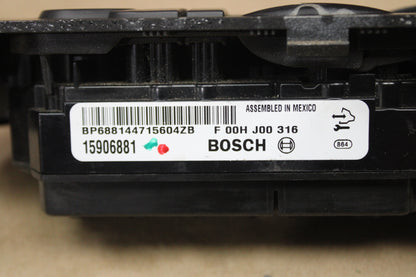 ASSEMBLED IN MEXICO
BP688144715604ZB F 00H J00 316
15906881 BOSCH 864